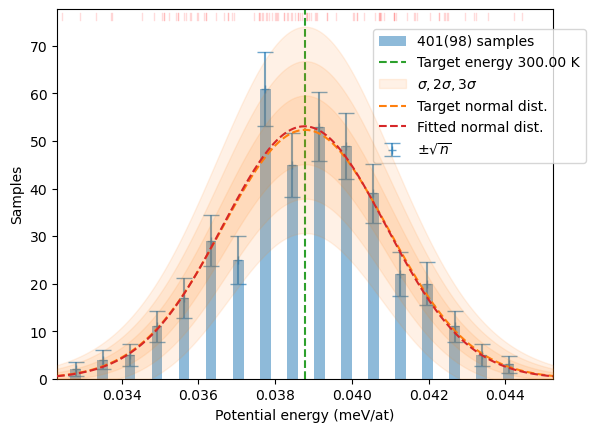 401(98) samples
Target energy 300.00 K
σ, 2σ, 3σ
Target normal dist.
Fitted normal dist.
±√n
Samples
70
60
50
40
30
20
10
0
0.034 0.036 0.038 0.040 0.042 0.044
Potential energy (meV/at)